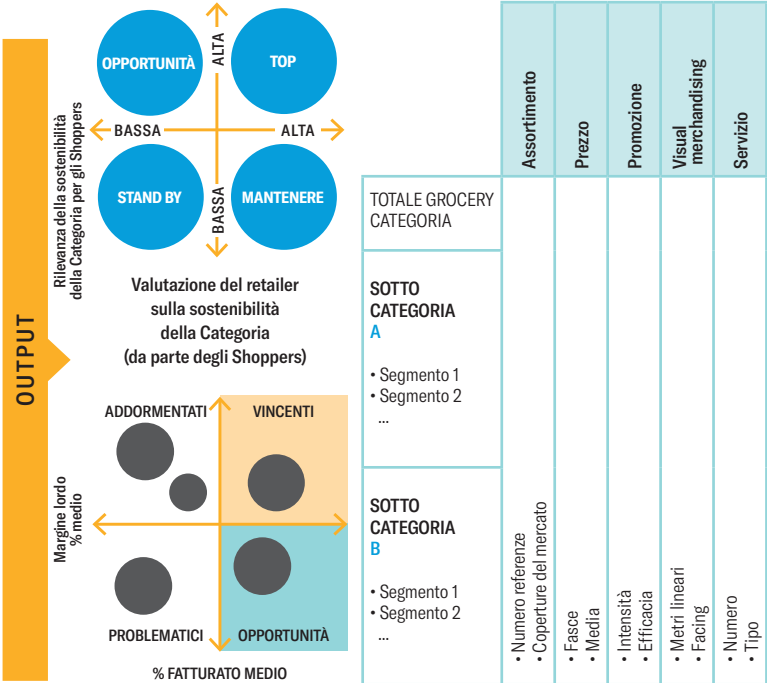 OUTPUT
Rilevanza della sostenibilità
della Categoria per gli Shoppers
OPPORTUNITÀ
ALTA
TOP
BASSA
ALTA
STAND BY
BASSA
MANTENERE
Valutazione del retailer
sulla sostenibilità
della Categoria
(da parte degli Shoppers)
Margine lordo
% medio
ADDORMENTATI
VINCENTI
PROBLEMATICI
OPPORTUNITÀ
% FATTURATO MEDIO
Assortimento
Prezzo
Promozione
Visual
merchandising
Servizio
TOTALE GROCERY
CATEGORIA
SOTTO
CATEGORIA
A
• Segmento 1
• Segmento 2
...
SOTTO
CATEGORIA
B
• Segmento 1
• Segmento 2
...
• Numero referenze
• Coperture del mercato
• Fasce
• Media
• Intensità
• Efficacia
• Metri lineari
• Facing
• Numero
• Tipo